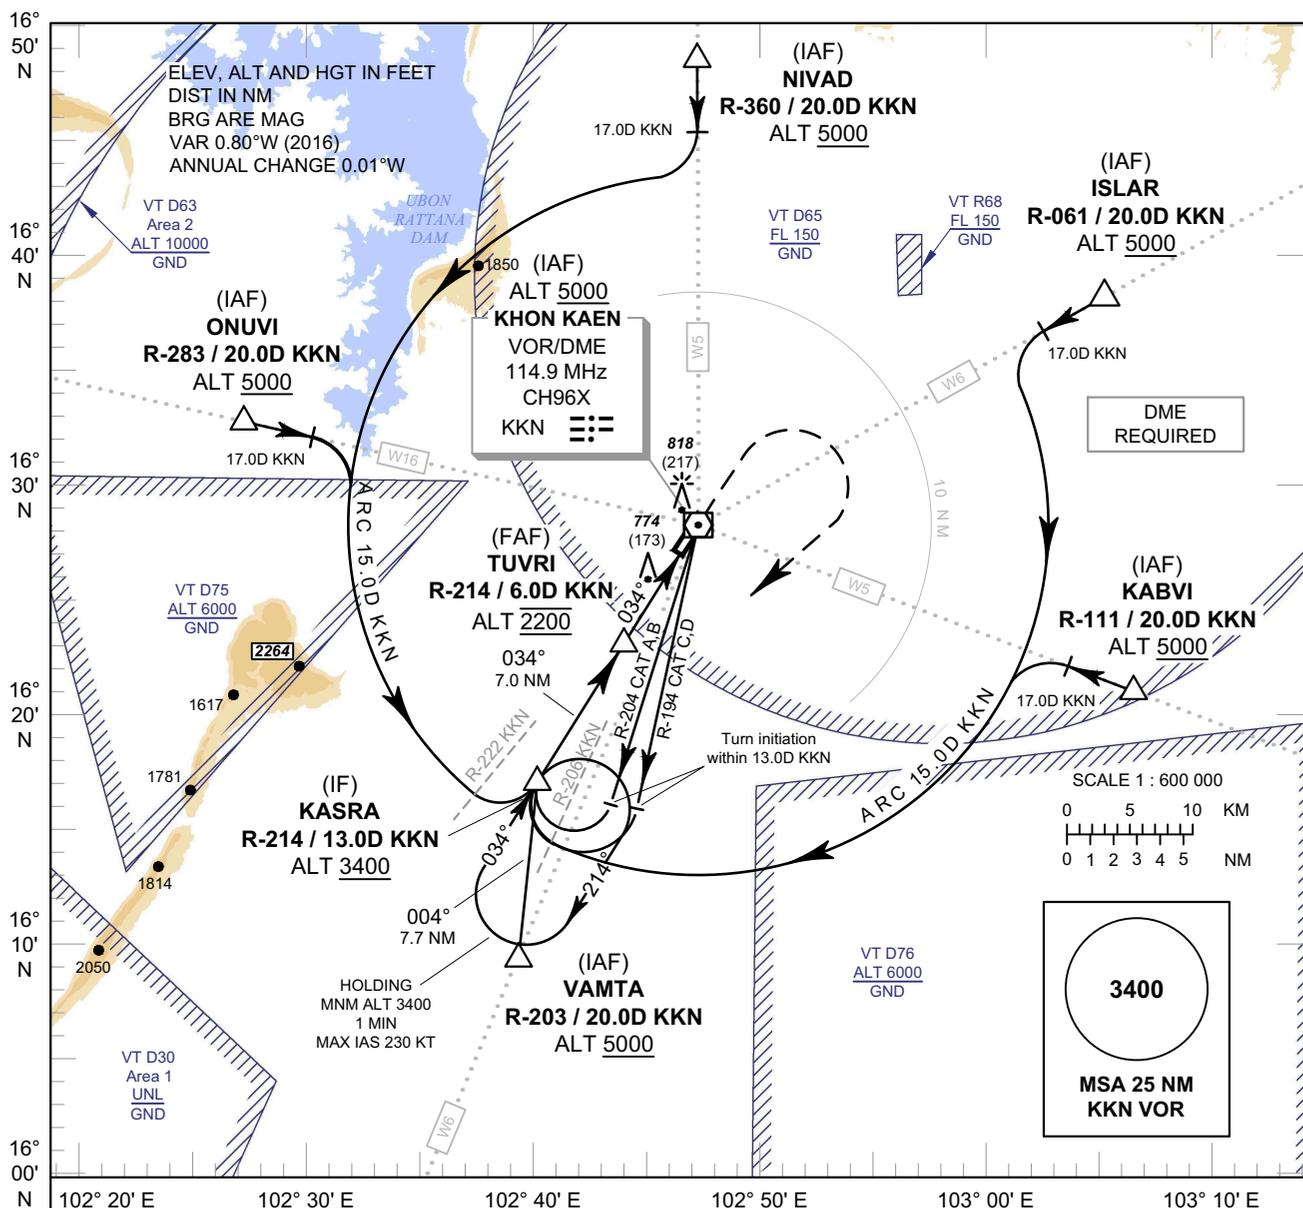 16°
50'
N
ELEV, ALT AND HGT IN FEET
DIST IN NM
BRG ARE MAG
VAR 0.80°W (2016)
ANNUAL CHANGE 0.01°W
(IAF)
NIVAD
R-360 / 20.0D KKN
ALT 5000
17.0D KKN
(IAF)
ISLAR
R-061 / 20.0D KKN
ALT 5000
17.0D KKN
VT D63
Area 2
ALT 10000
GND
UBON
RATTANA
DAM
VT D65
FL 150
GND
VT R68
FL 150
GND
16°
40'
N
1850
(IAF)
ALT 5000
KHON KAEN
VOR/DME
114.9 MHz
CH96X
KKN
(IAF)
ONUVI
R-283 / 20.0D KKN
ALT 5000
17.0D KKN
W16
W5
W6
DME
REQUIRED
818
(217)
774
(173)
10 NM
16°
30'
N
ARC 15.0D KKN
(FAF)
TUVRI
R-214 / 6.0D KKN
ALT 2200
034°
034°
7.0 NM
W5
(IAF)
KABVI
R-111 / 20.0D KKN
ALT 5000
17.0D KKN
VT D75
ALT 6000
GND
2264
1617
16°
20'
N
R-204 CAT A,B
R-194 CAT C,D
R-222 KKN
R-206 KKN
Turn initiation
within 13.0D KKN
ARC 15.0D KKN
1781
(IF)
KASRA
R-214 / 13.0D KKN
ALT 3400
SCALE 1 : 600 000
0 5 10 KM
0 1 2 3 4 5 NM
1814
034°
214°
004°
7.7 NM
16°
10'
N
2050
HOLDING
MNM ALT 3400
1 MIN
MAX IAS 230 KT
(IAF)
VAMTA
R-203 / 20.0D KKN
ALT 5000
VT D76
ALT 6000
GND
3400
MSA 25 NM
KKN VOR
VT D30
Area 1
UNL
GND
W6
16°
00'
N
102° 20' E 102° 30' E 102° 40' E 102° 50' E 103° 00' E 103° 10' E